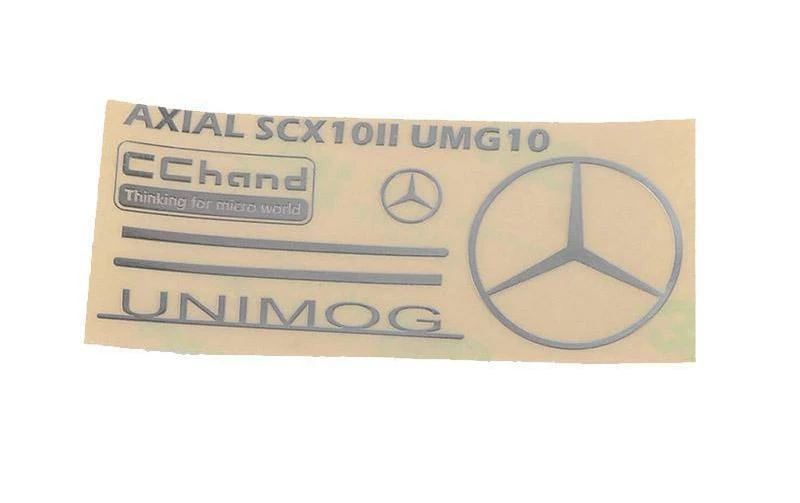 AXIAL SCX10II UMG10
CChand
Thinking for micro world
UNIMOG